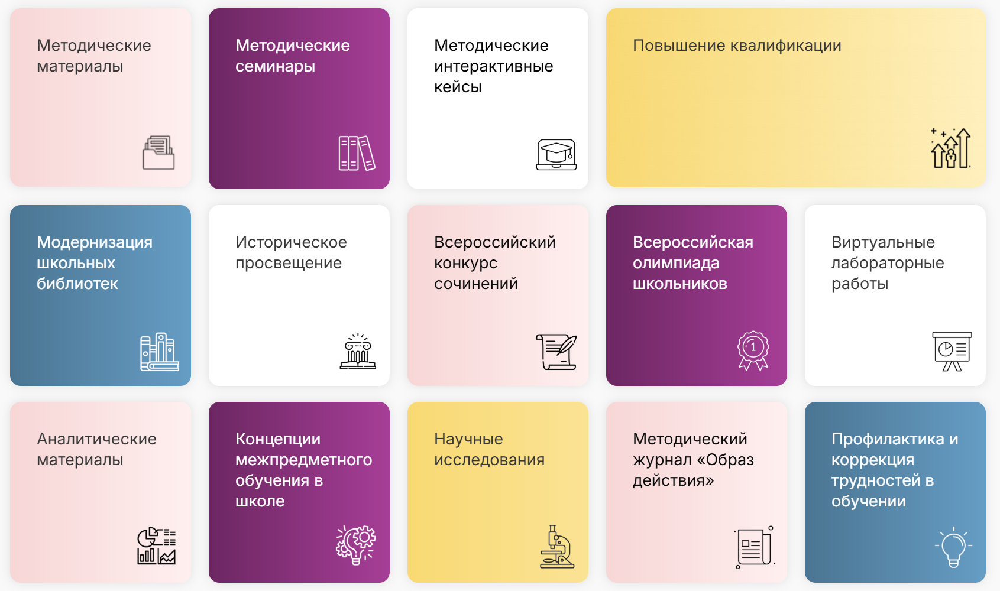 Методические
материалы
Методические
семинары
Методические
интерактивные
кейсы
Повышение квалификации
Модернизация
школьных
библиотек
Историческое
просвещение
Всероссийский
конкурс
сочинений
Всероссийская
олимпиада
школьников
1
Виртуальные
лабораторные
работы
Аналитические
материалы
Концепции
межпредметного
обучения в
школе
Научные
исследования
Методический
журнал «Образ
действия»
Профилактика и
коррекция
трудностей в
обучении